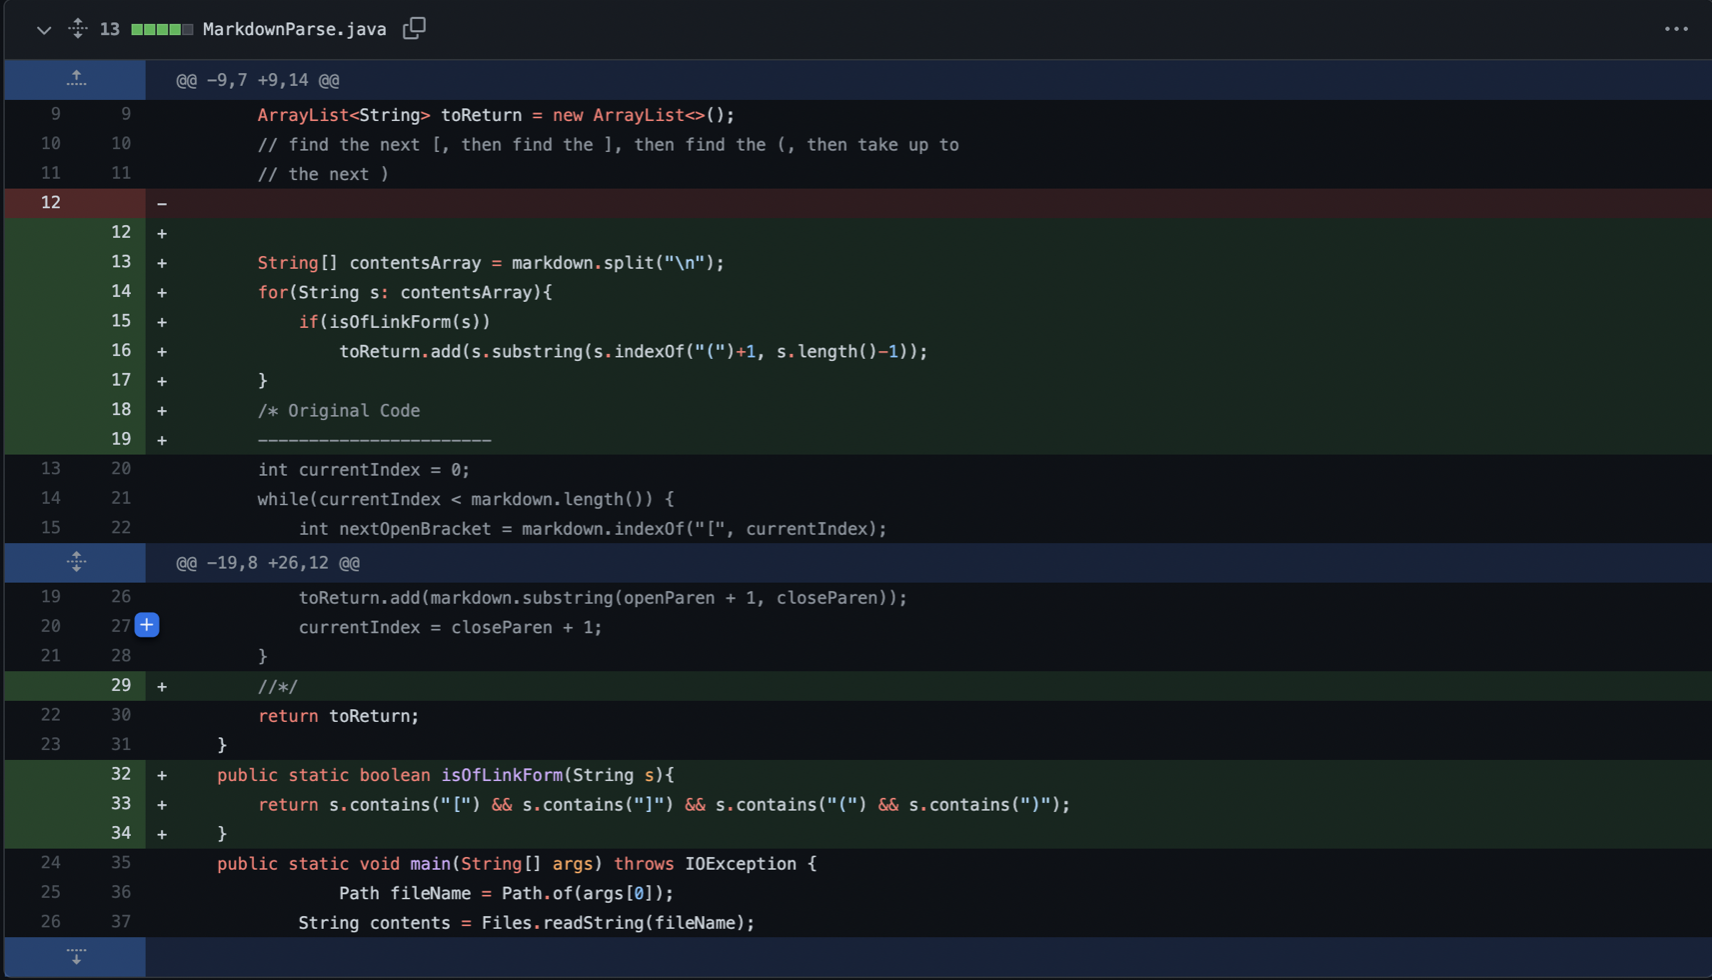 13 MarkdownParse.java
@@ -9,7 +9,14 @@
9 9 ArrayList<String> toReturn = new ArrayList<>();
10 10 // find the next [, then find the ], then find the (, then take up to
11 11 // the next )
12 -
12 +
13 + String[] contentsArray = markdown.split("\n");
14 + for(String s: contentsArray){
15 + if(isOfLinkForm(s))
16 + toReturn.add(s.substring(s.indexOf("(")+1, s.length()-1));
17 + }
18 + /* Original Code
19 + -----------------------
13 20 int currentIndex = 0;
14 21 while(currentIndex < markdown.length()) {
15 22 int nextOpenBracket = markdown.indexOf("[", currentIndex);
@@ -19,8 +26,12 @@
19 26 toReturn.add(markdown.substring(openParen + 1, closeParen));
20 27 + currentIndex = closeParen + 1;
21 28 }
29 + //*/
22 30 return toReturn;
23 31 }
32 + public static boolean isOfLinkForm(String s){
33 + return s.contains("[") && s.contains("]") && s.contains("(") && s.contains(")");
34 + }
24 35 public static void main(String[] args) throws IOException {
25 36 Path fileName = Path.of(args[0]);
26 37 String contents = Files.readString(fileName);